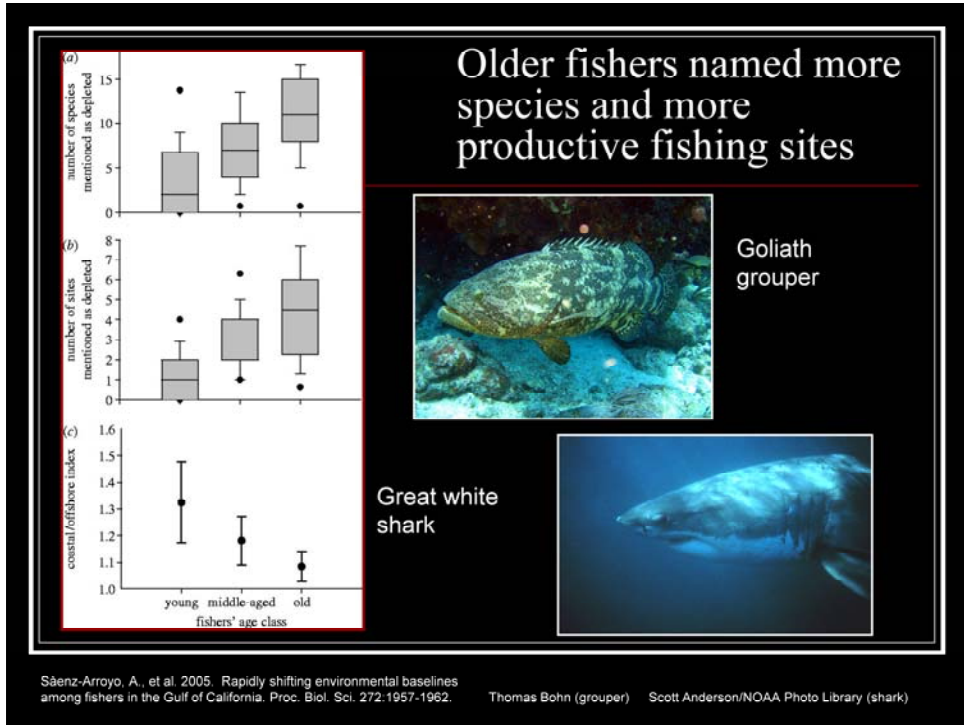 Older fishers named more
species and more
productive fishing sites
(a)
number of species
mentioned as depleted
15
10
5
0
(b)
number of sites
mentioned as depleted
8
7
6
5
4
3
2
1
0
(c)
coastal/offshore index
1.6
1.5
1.4
1.3
1.2
1.1
1.0
young middle-aged old
fishers' age class
Goliath
grouper
Great white
shark
Sàenz-Arroyo, A., et al. 2005. Rapidly shifting environmental baselines
among fishers in the Gulf of California. Proc. Biol. Sci. 272:1957-1962.
Thomas Bohn (grouper)
Scott Anderson/NOAA Photo Library (shark)